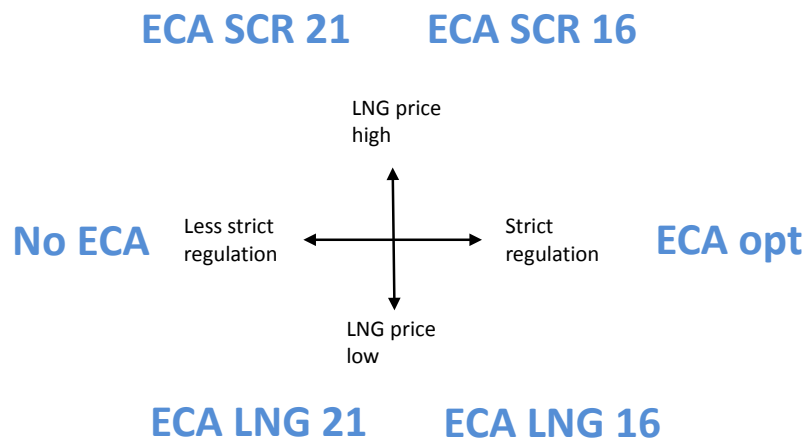 ECA SCR 21 ECA SCR 16
LNG price
high
No ECA
Less strict
regulation
Strict
regulation
ECA opt
LNG price
low
ECA LNG 21 ECA LNG 16